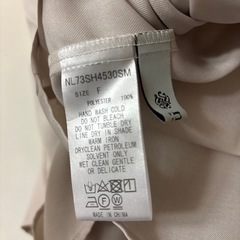 NL73SH4530SM
SIZE F
POLYESTER 100%
HAND WASH COLD
DO NOT BLEACH
DO NOT TUMBLE DRY
LINE DRY IN SHADE
WARM IRON
DRYCLEAN PETROLEUM
SOLVENTS ONLY
WET CLEAN GENTLE
OR DELICATE
MADE IN CHINA